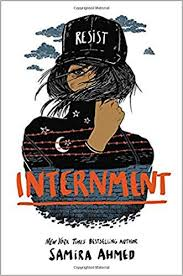 RESIST
INTERNMENT
NEW YORK TIMES BESTSELLING AUTHOR
SAMIRA AHMED